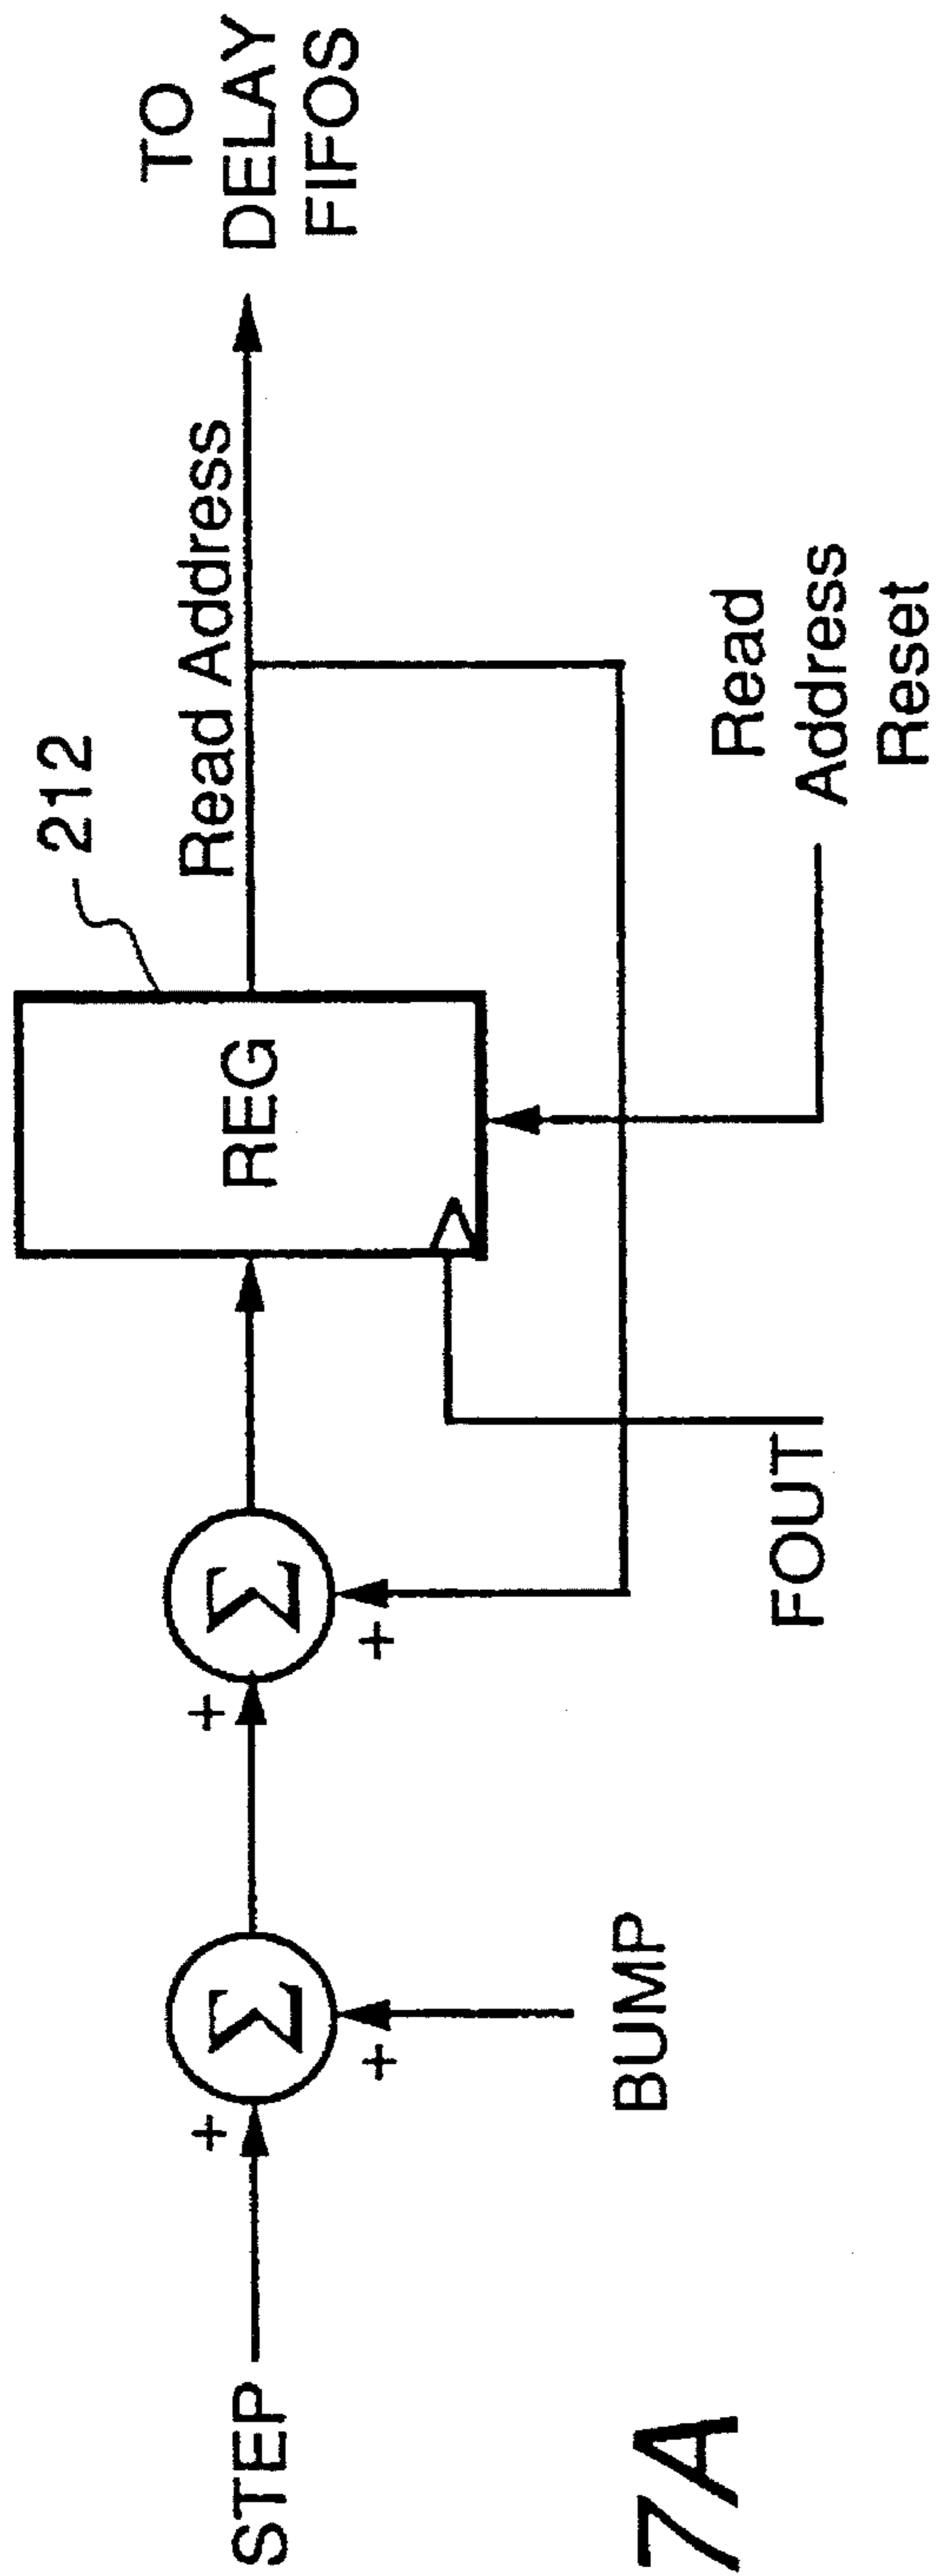 212
TO
DELAY
FIFOS
Read Address
REG
Σ
Σ
+
+
+
+
STEP
BUMP
FOUT
Read
Address
Reset
7A